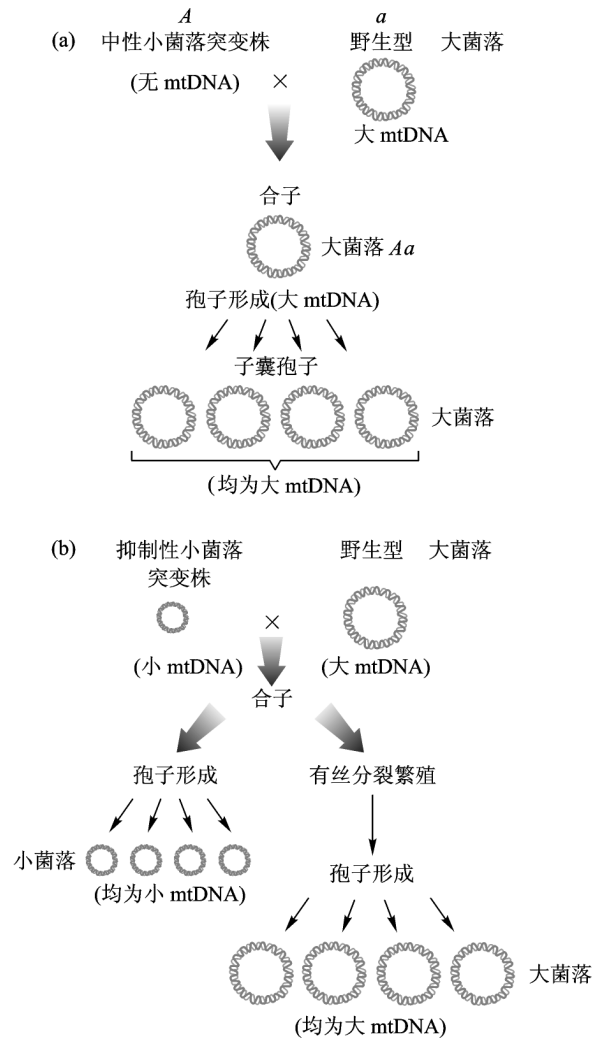 A a
(a) 中性小菌落突变株 野生型 大菌落
(无 mtDNA) ×
大 mtDNA
合子
大菌落 Aa
孢子形成(大 mtDNA)
子囊孢子
大菌落
(均为大 mtDNA)
(b) 抑制性小菌落 野生型 大菌落
突变株
×
(小 mtDNA) (大 mtDNA)
合子
孢子形成 有丝分裂繁殖
小菌落
(均为小 mtDNA)
孢子形成
大菌落
(均为大 mtDNA)